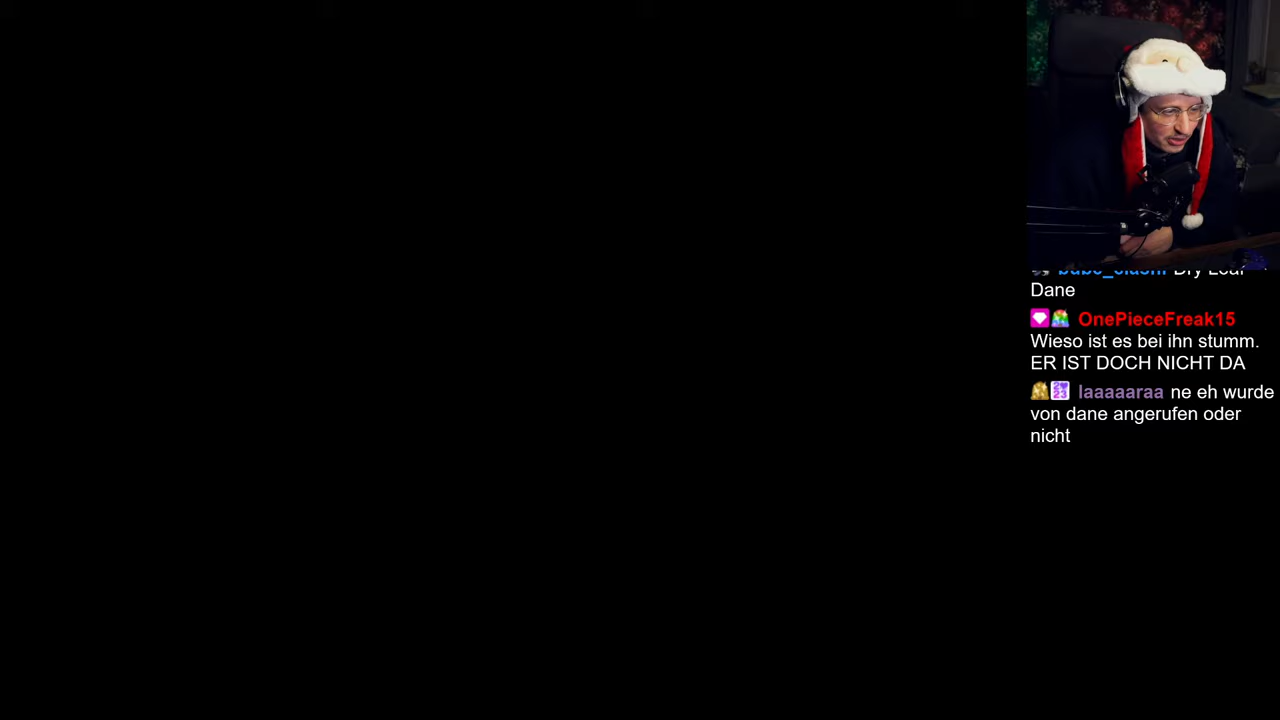 Dane
OnePieceFreak15
Wieso ist es bei ihn stumm.
ER IST DOCH NICHT DA
laaaaaraa ne eh wurde
von dane angerufen oder
nicht